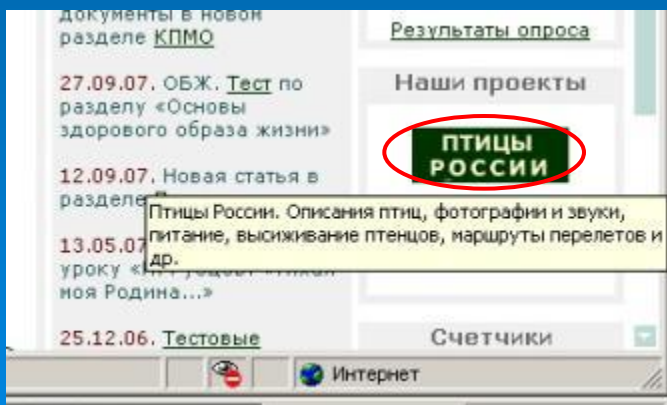 документы в новом
разделе КПМО
27.09.07. ОБЖ. Тест по
разделу «Основы
здорового образа жизни»
12.09.07. Новая статья в
разделе
13.05.07
уроку
моя Родина...»
25.12.06. Тестовые
Результаты опроса
Наши проекты
ПТИЦЫ
РОССИИ
Птицы России. Описания птиц, фотографии и звуки,
питание, высиживание птенцов, маршруты перелетов и
др.
Счетчики
Интернет